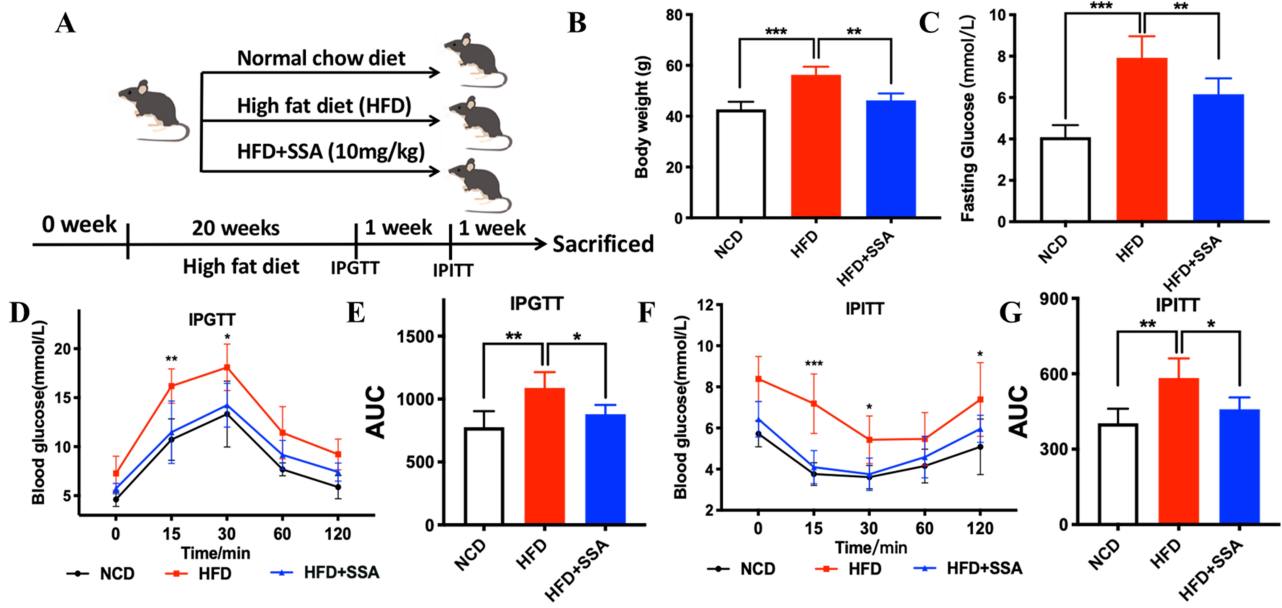 A
Normal chow diet
High fat diet (HFD)
HFD+SSA (10mg/kg)
0 week
20 weeks
1 week
1 week
Sacrificed
High fat diet
IPGTT
IPITT
B
Body weight (g)
80
60
40
20
0
***
**
NCD
HFD
HFD+SSA
C
Fasting Glucose (mmol/L)
10
8
6
4
2
0
***
**
NCD
HFD
HFD+SSA
D
IPGTT
Blood glucose(mmol/L)
20
15
10
5
**
*
0
15
30
60
120
Time/min
NCD
HFD
HFD+SSA
E
IPGTT
AUC
1500
1000
500
0
**
*
NCD
HFD
HFD+SSA
F
IPITT
Blood glucose(mmol/L)
12
10
8
6
4
2
***
*
*
0
15
30
60
120
Time/min
NCD
HFD
HFD+SSA
G
IPITT
AUC
900
600
300
0
**
*
NCD
HFD
HFD+SSA